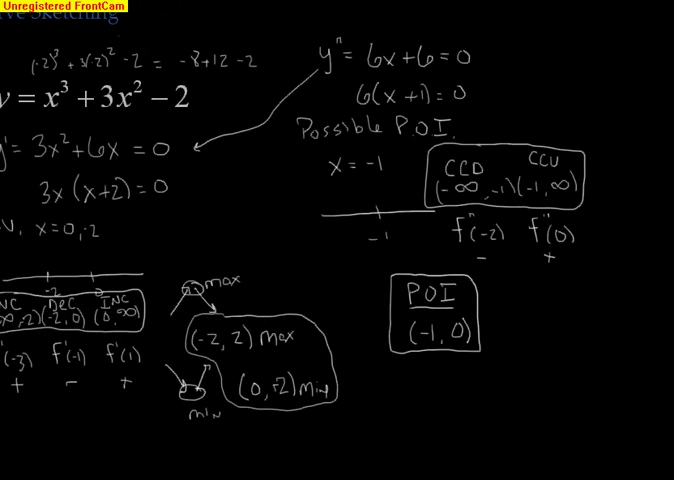 Unregistered FrontCam
Sketching
(-2)³ + 3(-2)² - 2 = -8+12-2
y = x³ + 3x² - 2
y' = 3x² + 6x = 0
3x(x+2) = 0
x = 0, -2
-2 0
INC DEC INC
∞, 2) (-2, 0) (0, ∞)
'(-3) f'(-1) f'(1)
+ - +
max
(-2, 2) max
(0, -2) min
min
y" = 6x + 6 = 0
6(x+1) = 0
Possible P.O.I.
x = -1
CCD CCU
(-∞, -1) (-1, ∞)
-1
f"(-2) f"(0)
- +
POI
(-1, 0)